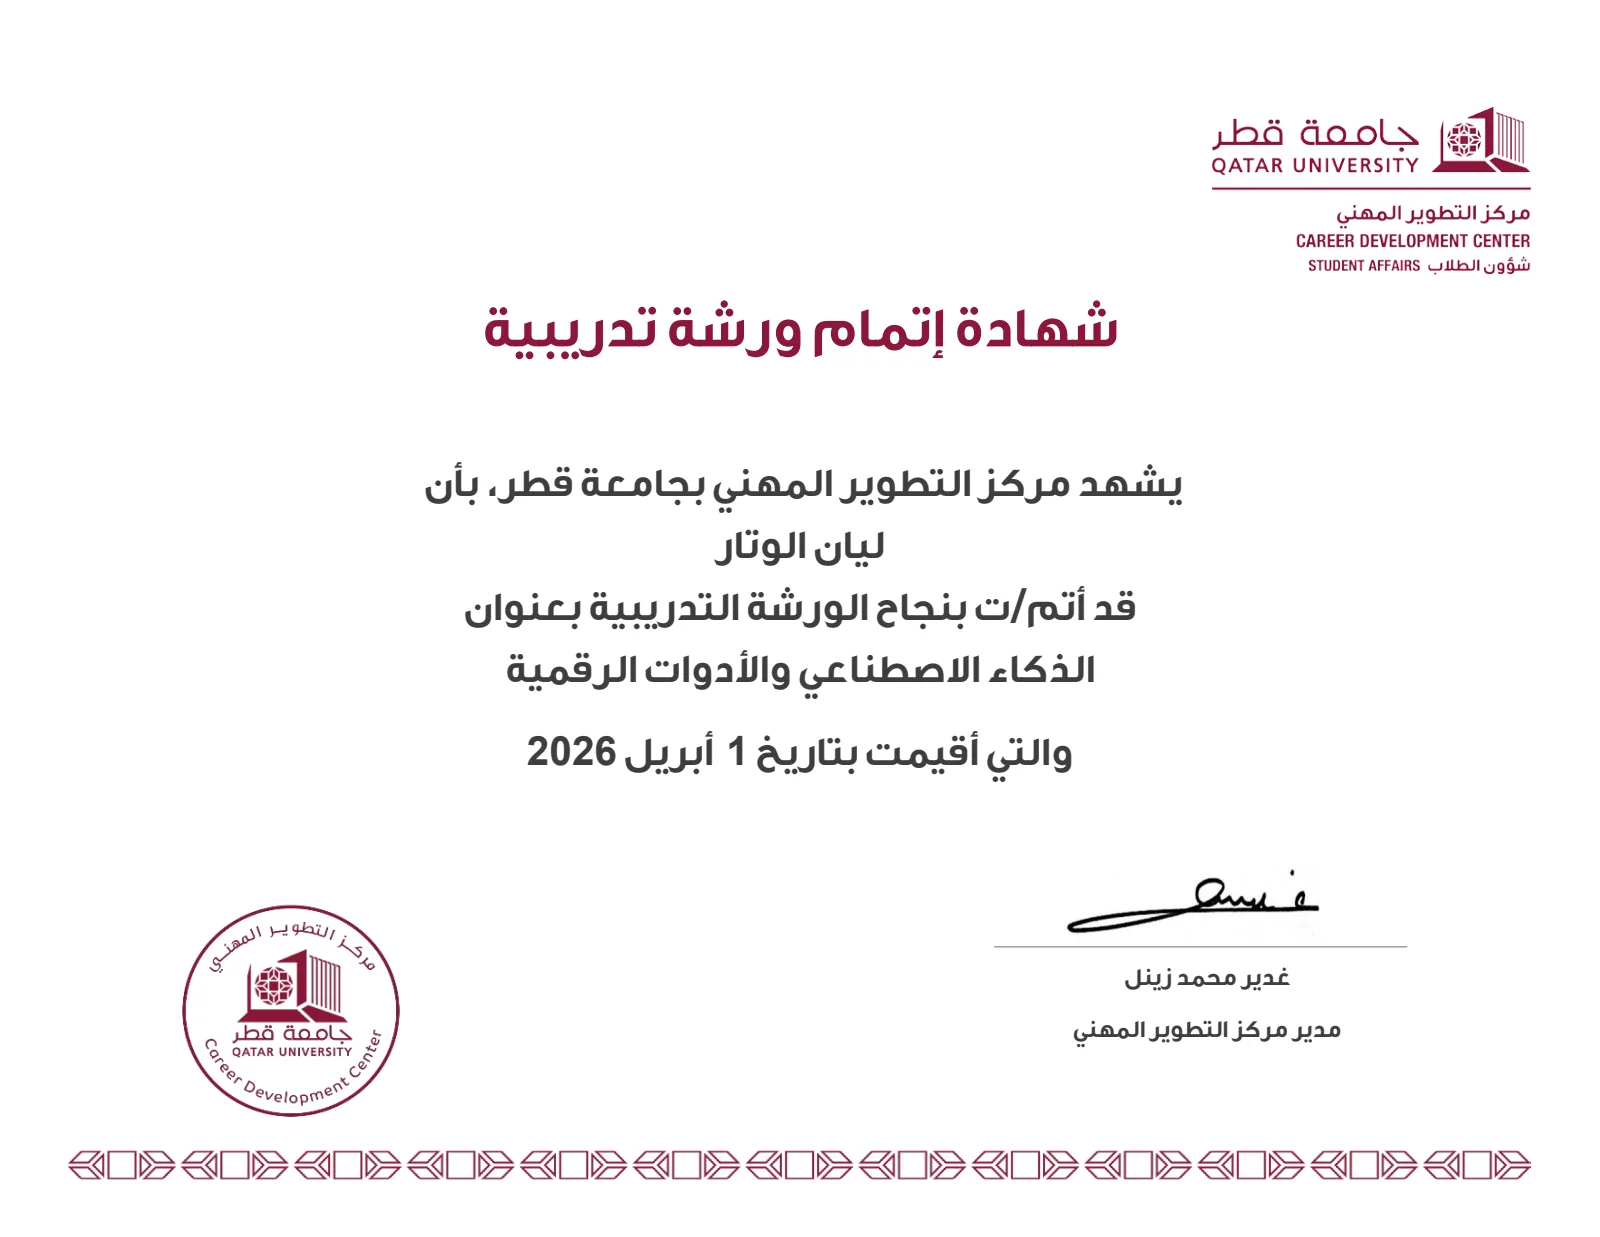 جامعة قطر
QATAR UNIVERSITY
مركز التطوير المهني
CAREER DEVELOPMENT CENTER
شؤون الطلاب STUDENT AFFAIRS
شهادة إتمام ورشة تدريبية
يشهد مركز التطوير المهني بجامعة قطر، بأن
ليان الوتار
قد أتم/ت بنجاح الورشة التدريبية بعنوان
الذكاء الاصطناعي والأدوات الرقمية
والتي أقيمت بتاريخ 1 أبريل 2026
غدير محمد زينل
مدير مركز التطوير المهني
مركز التطوير المهني
جامعة قطر
QATAR UNIVERSITY
Career Development Center